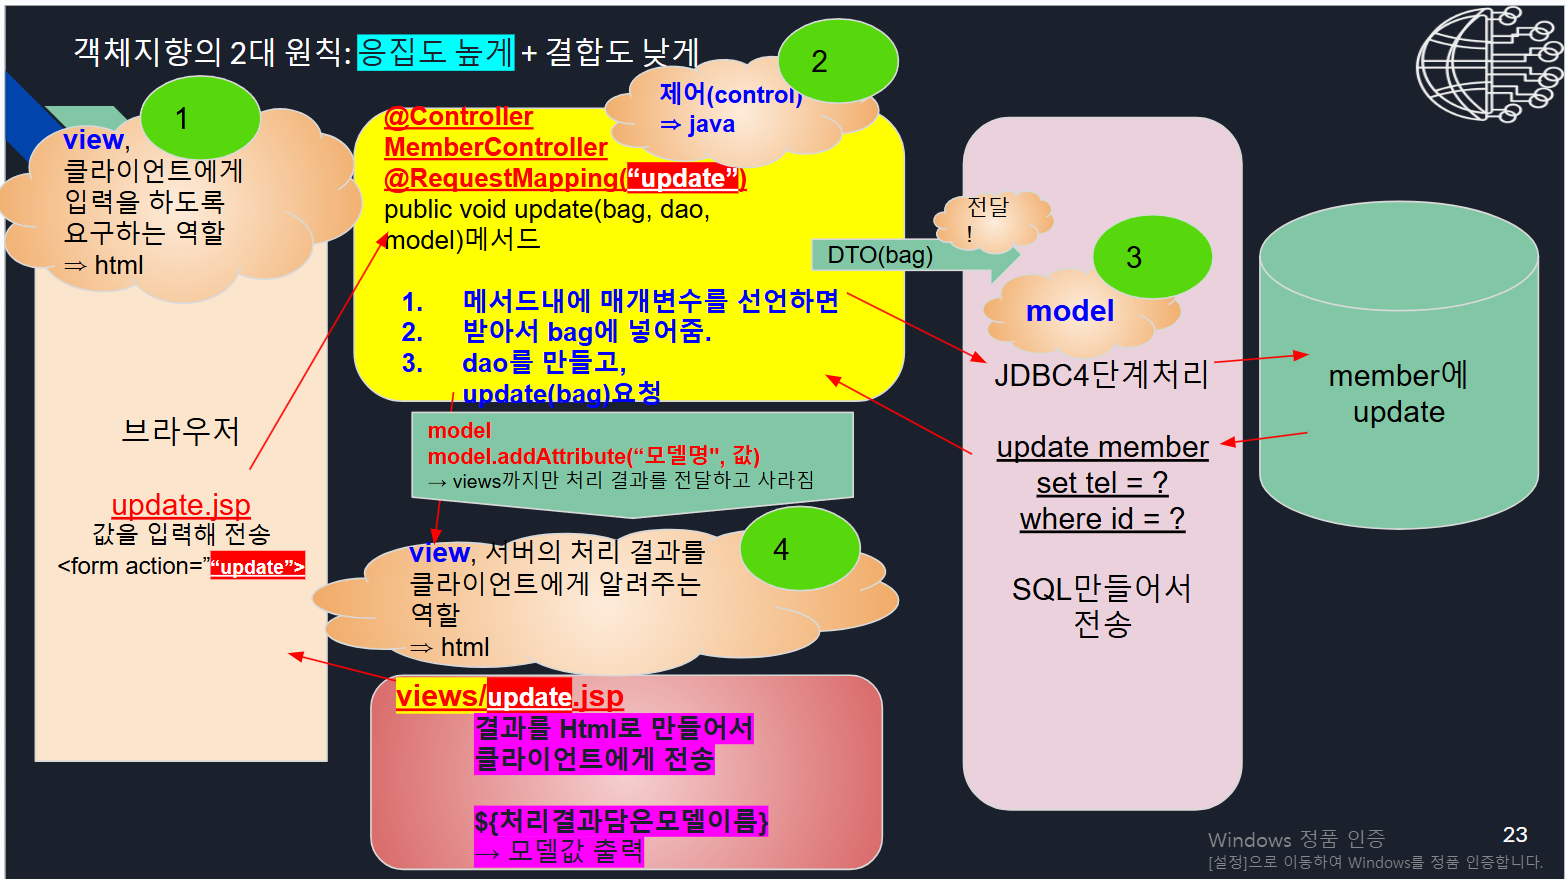 객체지향의 2대 원칙: 응집도 높게 + 결합도 낮게
1
view,
클라이언트에게
입력을 하도록
요구하는 역할
⇒ html
브라우저
update.jsp
값을 입력해 전송
<form action=”“update”>
2
제어(control)
⇒ java
@Controller
MemberController
@RequestMapping(“update”)
public void update(bag, dao,
model)메서드
1. 메서드내에 매개변수를 선언하면
2. 받아서 bag에 넣어줌.
3. dao를 만들고,
update(bag)요청
DTO(bag)
전달
!
3
model
JDBC4단계처리
update member
set tel = ?
where id = ?
SQL만들어서
전송
member에
update
model
model.addAttribute(“모델명", 값)
→ views까지만 처리 결과를 전달하고 사라짐
4
view, 서버의 처리 결과를
클라이언트에게 알려주는
역할
⇒ html
views/update.jsp
결과를 Html로 만들어서
클라이언트에게 전송
${처리결과담은모델이름}
→ 모델값 출력
Windows 정품 인증
[설정]으로 이동하여 Windows를 정품 인증합니다.
23